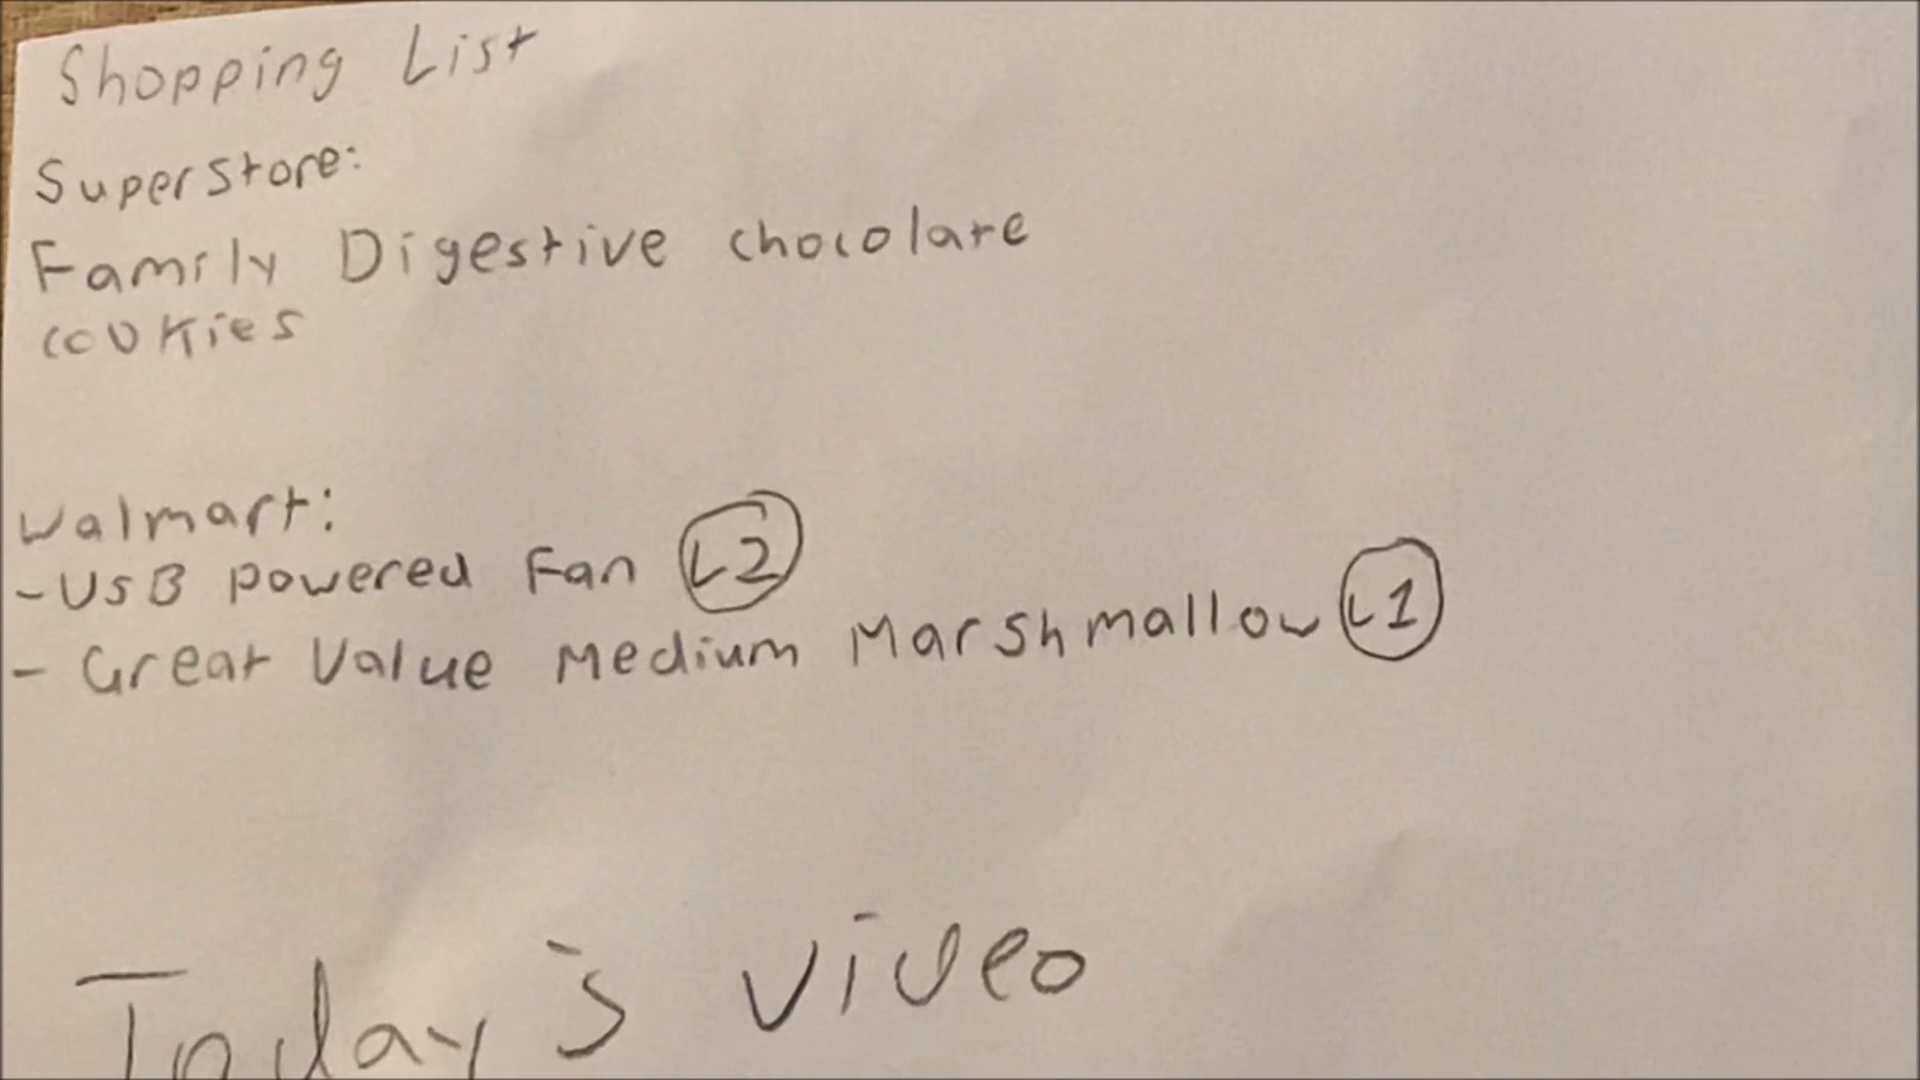 Shopping List
Superstore:
Family Digestive chocolate
cookies
Walmart:
- USB powered Fan L2
- Great Value Medium Marshmallow L1
Today's video